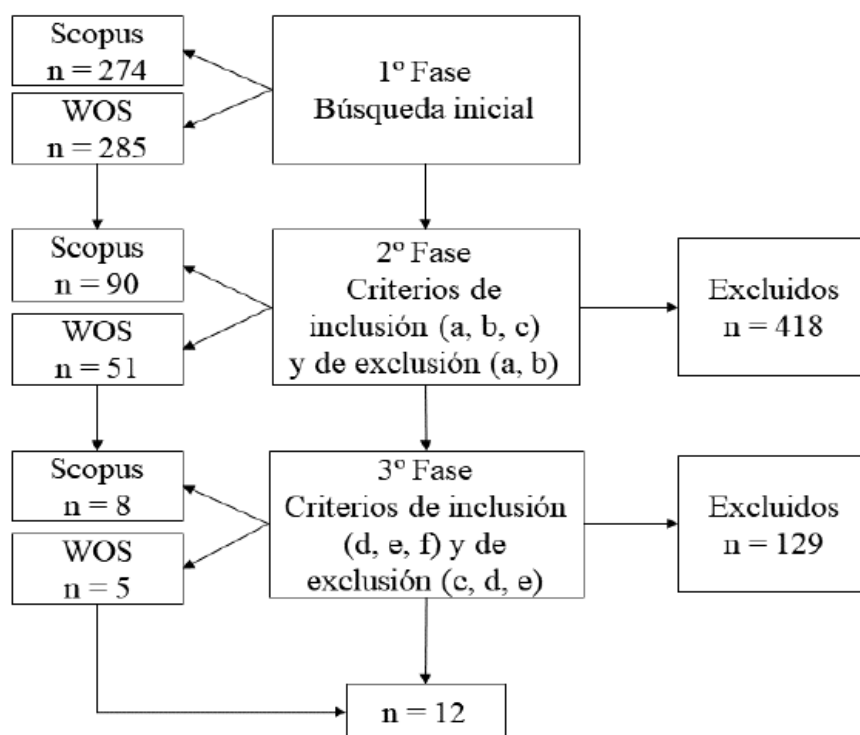 Scopus
n = 274
WOS
n = 285
1º Fase
Búsqueda inicial
Scopus
n = 90
WOS
n = 51
2º Fase
Criterios de
inclusión (a, b, c)
y de exclusión (a, b)
Excluidos
n = 418
Scopus
n = 8
WOS
n = 5
3º Fase
Criterios de inclusión
(d, e, f) y de
exclusión (c, d, e)
Excluidos
n = 129
n = 12